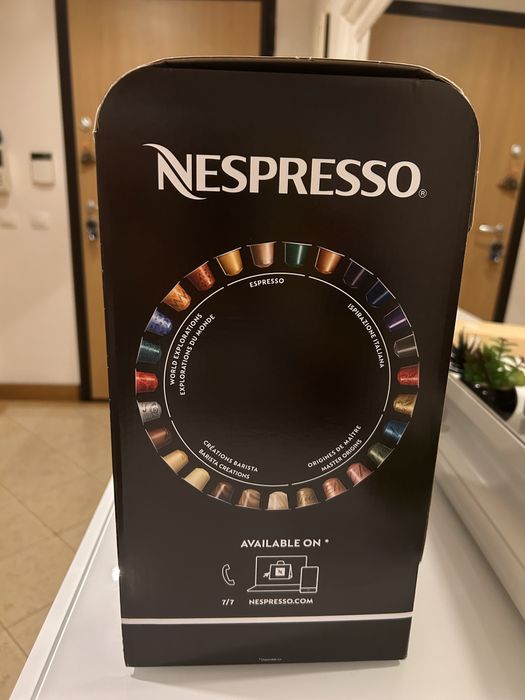 NESPRESSO®
ESPRESSO
ISPIRAZIONE ITALIANA
WORLD EXPLORATIONS
EXPLORATIONS DU MONDE
ORIGINES DE MAÎTRE
MASTER ORIGINS
CRÉATIONS BARISTA
BARISTA CREATIONS
AVAILABLE ON *
N
7/7 NESPRESSO.COM